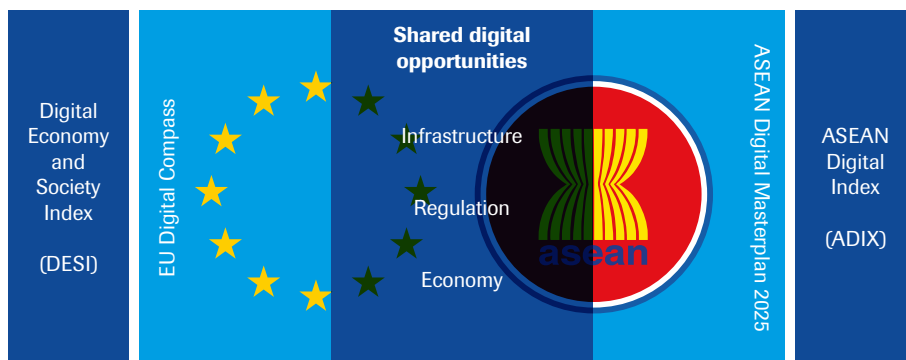 Digital
Economy
and
Society
Index
(DESI)
EU Digital Compass
Shared digital
opportunities
Infrastructure
Regulation
Economy
asean
ASEAN Digital Masterplan 2025
ASEAN
Digital
Index
(ADIX)